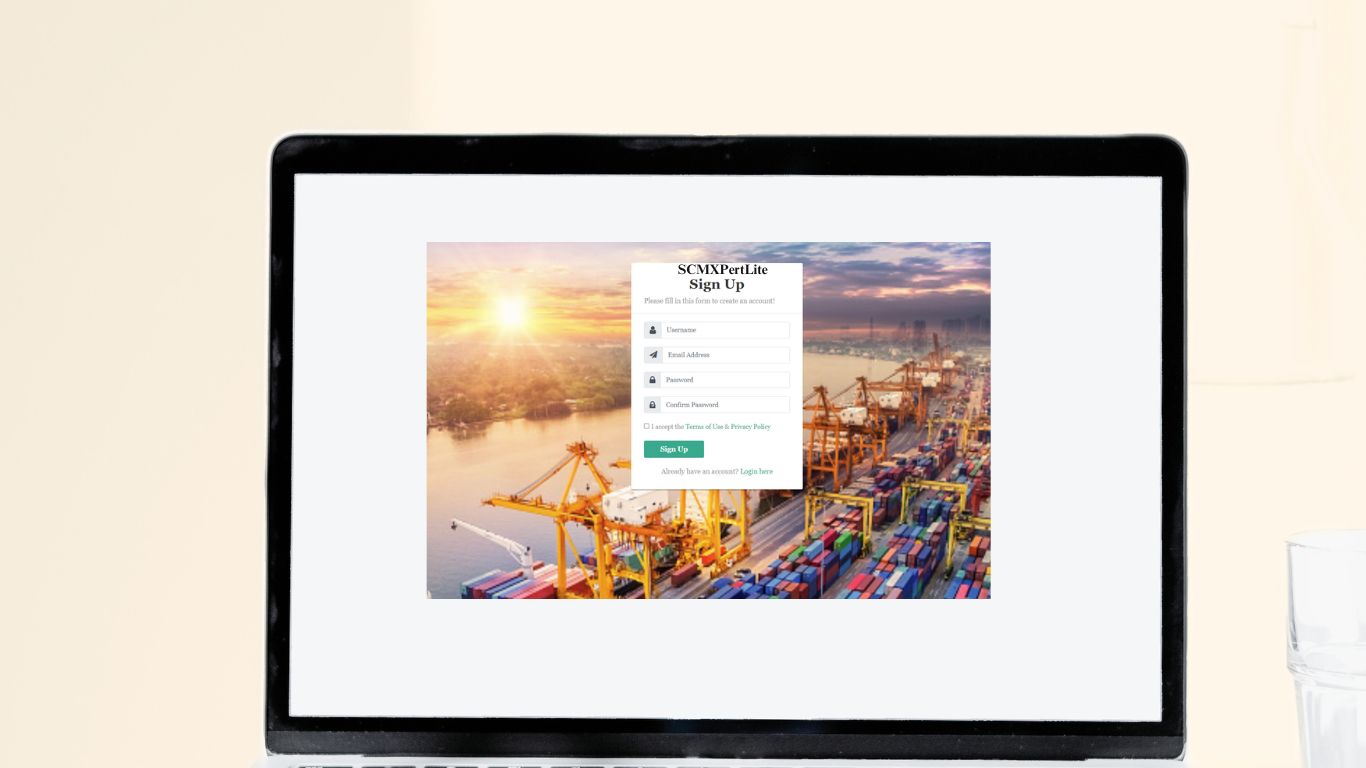 SCMXPertLite
Sign Up
Please fill in this form to create an account!
Username
Email Address
Password
Confirm Password
I accept the Terms of Use & Privacy Policy
Sign Up
Already have an account? Login here